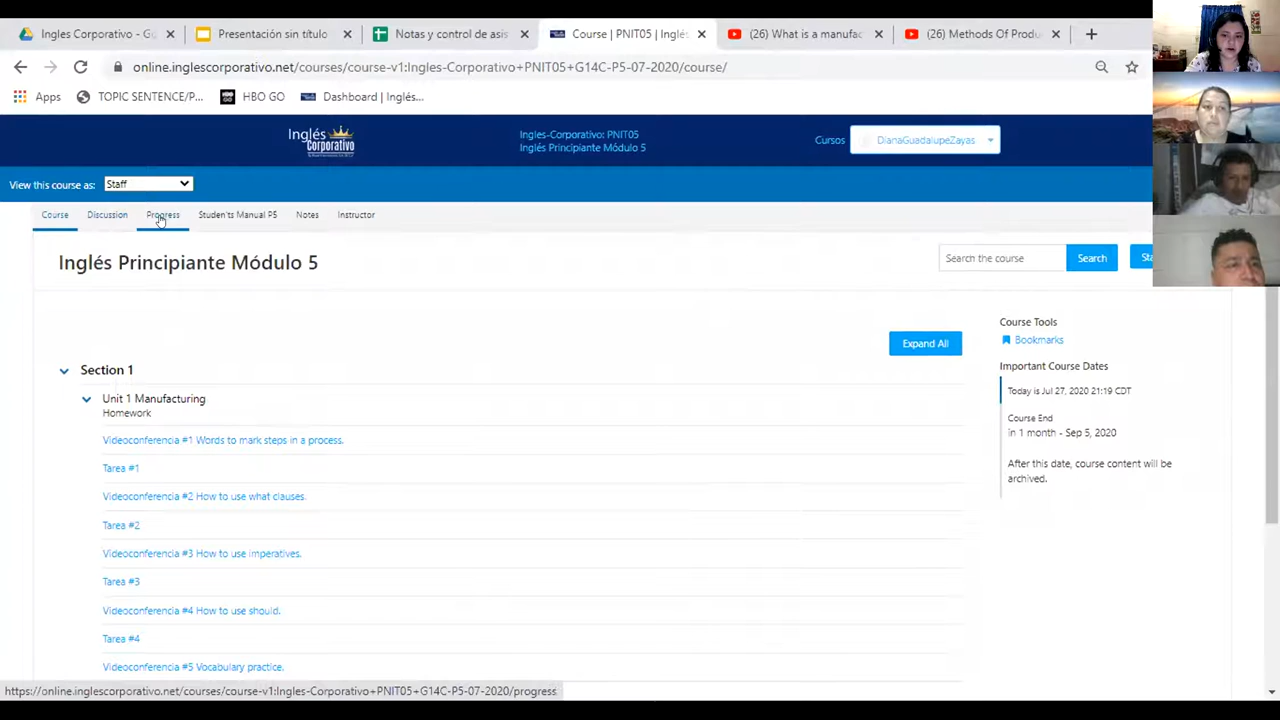 Ingles Corporativo - Gu
Presentación sin título
Notas y control de asi
Course | PNIT05 | Inglés
(26) What is a manufac
(26) Methods Of Produ
online.inglescorporativo.net/courses/course-v1:Ingles-Corporativo+PNIT05+G14C-P5-07-2020/course/
Apps
TOPIC SENTENCE/P...
HBO GO
Dashboard | Inglés...
Inglés
Corporativo
Ingles-Corporativo: PNIT05
Inglés Principiante Módulo 5
Cursos
DianaGuadalupeZayas
View this course as:
Staff
Course
Discussion
Progress
Studen'ts Manual P5
Notes
Instructor
Inglés Principiante Módulo 5
Search the course
Search
Sta
Expand All
Course Tools
Bookmarks
Important Course Dates
Today is Jul 27, 2020 21:19 CDT
Course End
in 1 month - Sep 5, 2020
After this date, course content will be
archived.
Section 1
Unit 1 Manufacturing
Homework
Videoconferencia #1 Words to mark steps in a process.
Tarea #1
Videoconferencia #2 How to use what clauses.
Tarea #2
Videoconferencia #3 How to use imperatives.
Tarea #3
Videoconferencia #4 How to use should.
Tarea #4
Videoconferencia #5 Vocabulary practice.
https://online.inglescorporativo.net/courses/course-v1:Ingles-Corporativo+PNIT05+G14C-P5-07-2020/progress